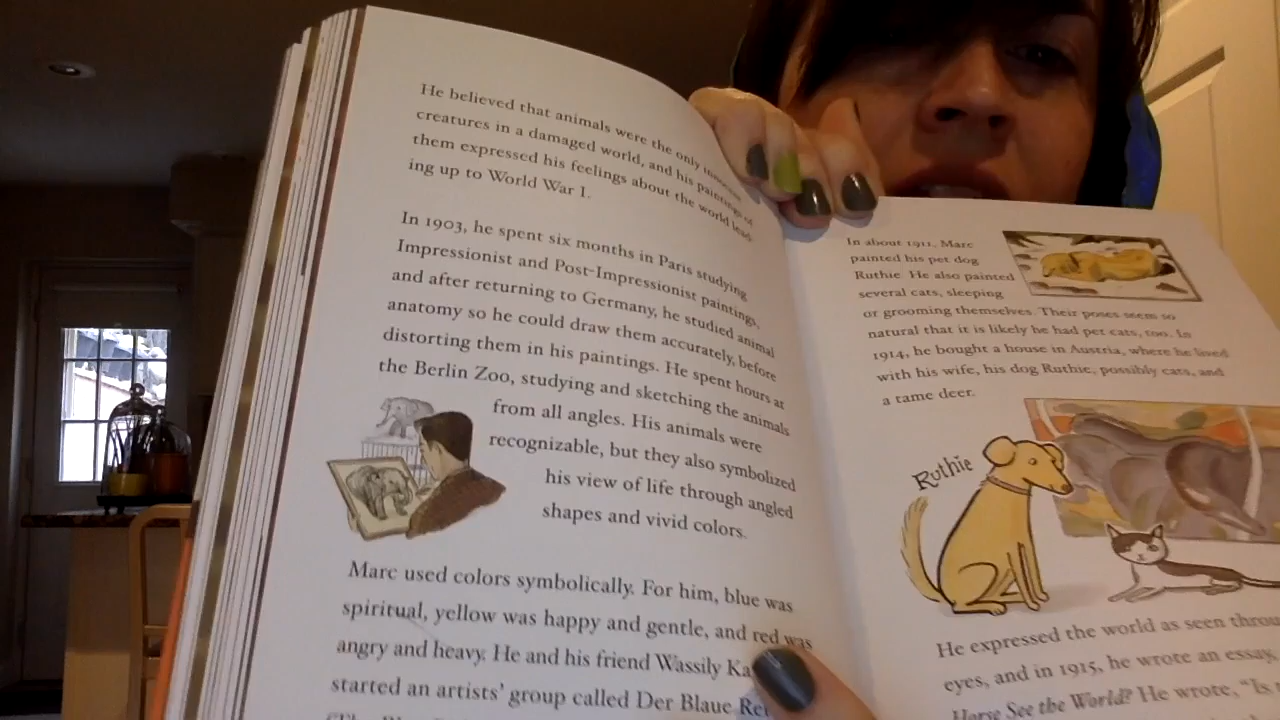 He believed that animals were the only innocent
creatures in a damaged world, and his paintings of
them expressed his feelings about the world lead-
ing up to World War I.
In 1903, he spent six months in Paris studying
Impressionist and Post-Impressionist paintings,
and after returning to Germany, he studied animal
anatomy so he could draw them accurately, before
distorting them in his paintings. He spent hours at
the Berlin Zoo, studying and sketching the animals
from all angles. His animals were
recognizable, but they also symbolized
his view of life through angled
shapes and vivid colors.
Marc used colors symbolically. For him, blue was
spiritual, yellow was happy and gentle, and red was
angry and heavy. He and his friend Wassily Ka
started an artists' group called Der Blaue Rei
In about 1911, Marc
painted his pet dog
Ruthie. He also painted
several cats, sleeping
or grooming themselves. Their poses seem so
natural that it is likely he had pet cats, too. In
1914, he bought a house in Austria, where he lived
with his wife, his dog Ruthie, possibly cats, and
a tame deer.
Ruthie
He expressed the world as seen throu
eyes, and in 1915, he wrote an essay,
Horse See the World? He wrote, "Is